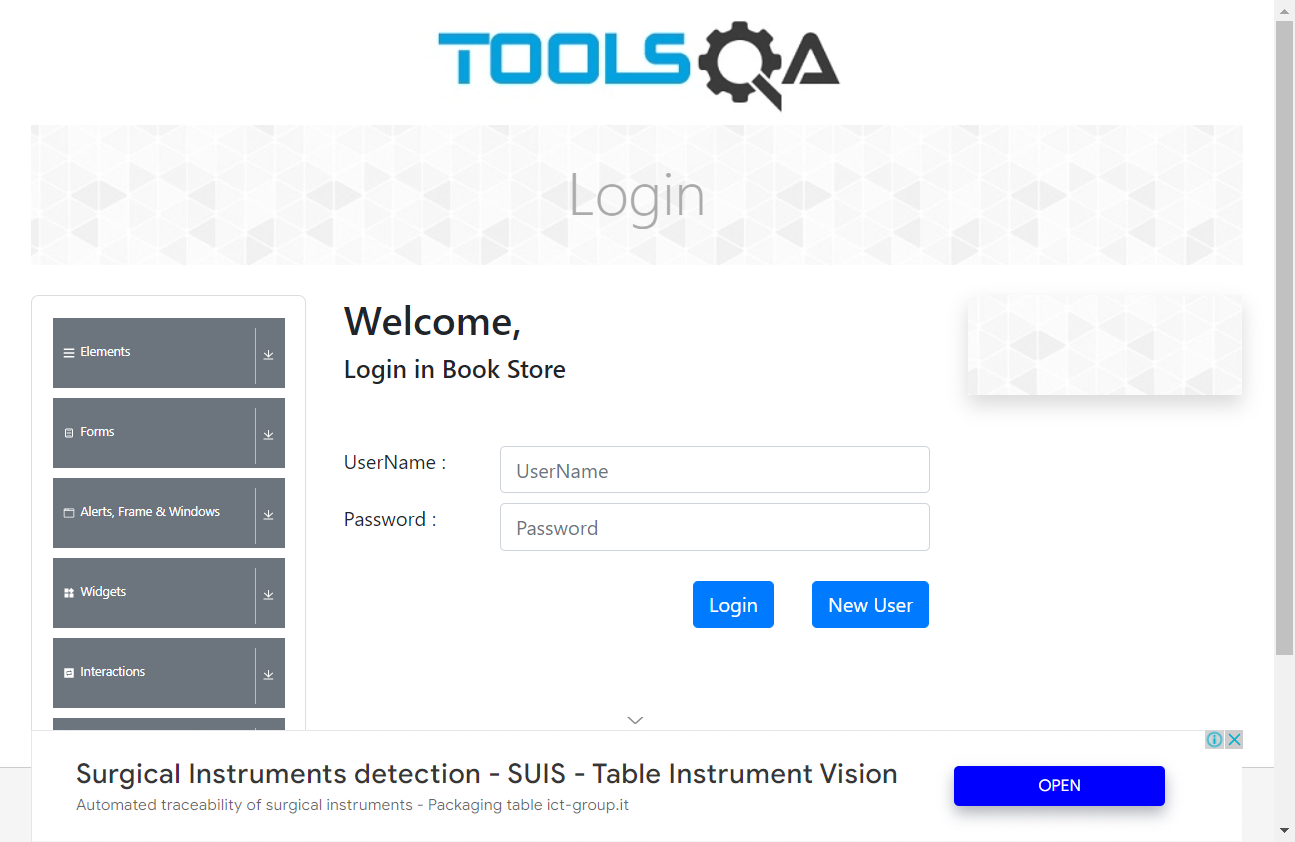 TOOLSQA
Login
Elements
Forms
Alerts, Frame & Windows
Widgets
Interactions
Welcome,
Login in Book Store
UserName :
UserName
Password :
Password
Login
New User
Surgical Instruments detection - SUIS - Table Instrument Vision
Automated traceability of surgical instruments - Packaging table ict-group.it
OPEN